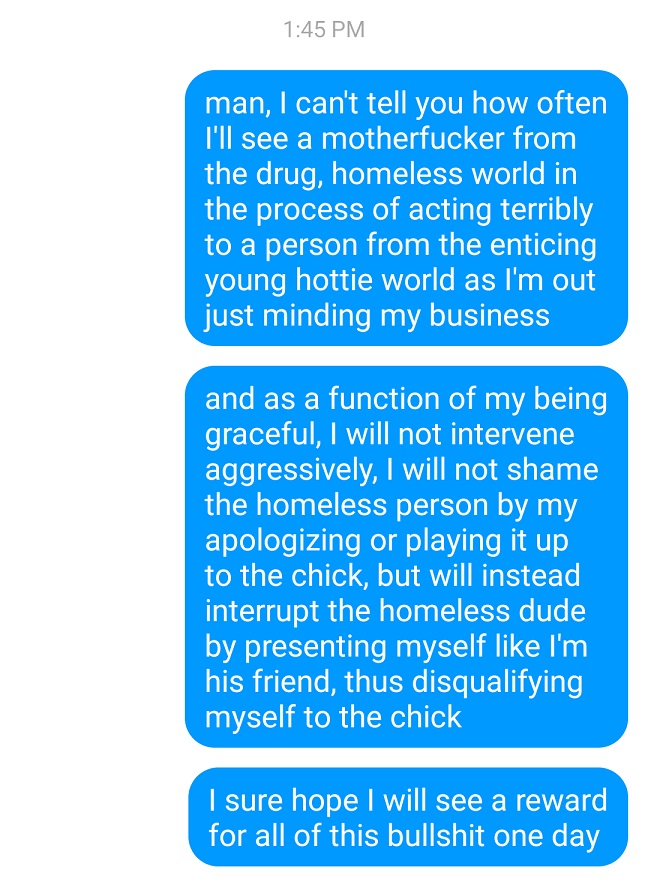 1:45 PM
man, I can't tell you how often
I'll see a motherfucker from
the drug, homeless world in
the process of acting terribly
to a person from the enticing
young hottie world as I'm out
just minding my business
and as a function of my being
graceful, I will not intervene
aggressively, I will not shame
the homeless person by my
apologizing or playing it up
to the chick, but will instead
interrupt the homeless dude
by presenting myself like I'm
his friend, thus disqualifying
myself to the chick
I sure hope I will see a reward
for all of this bullshit one day